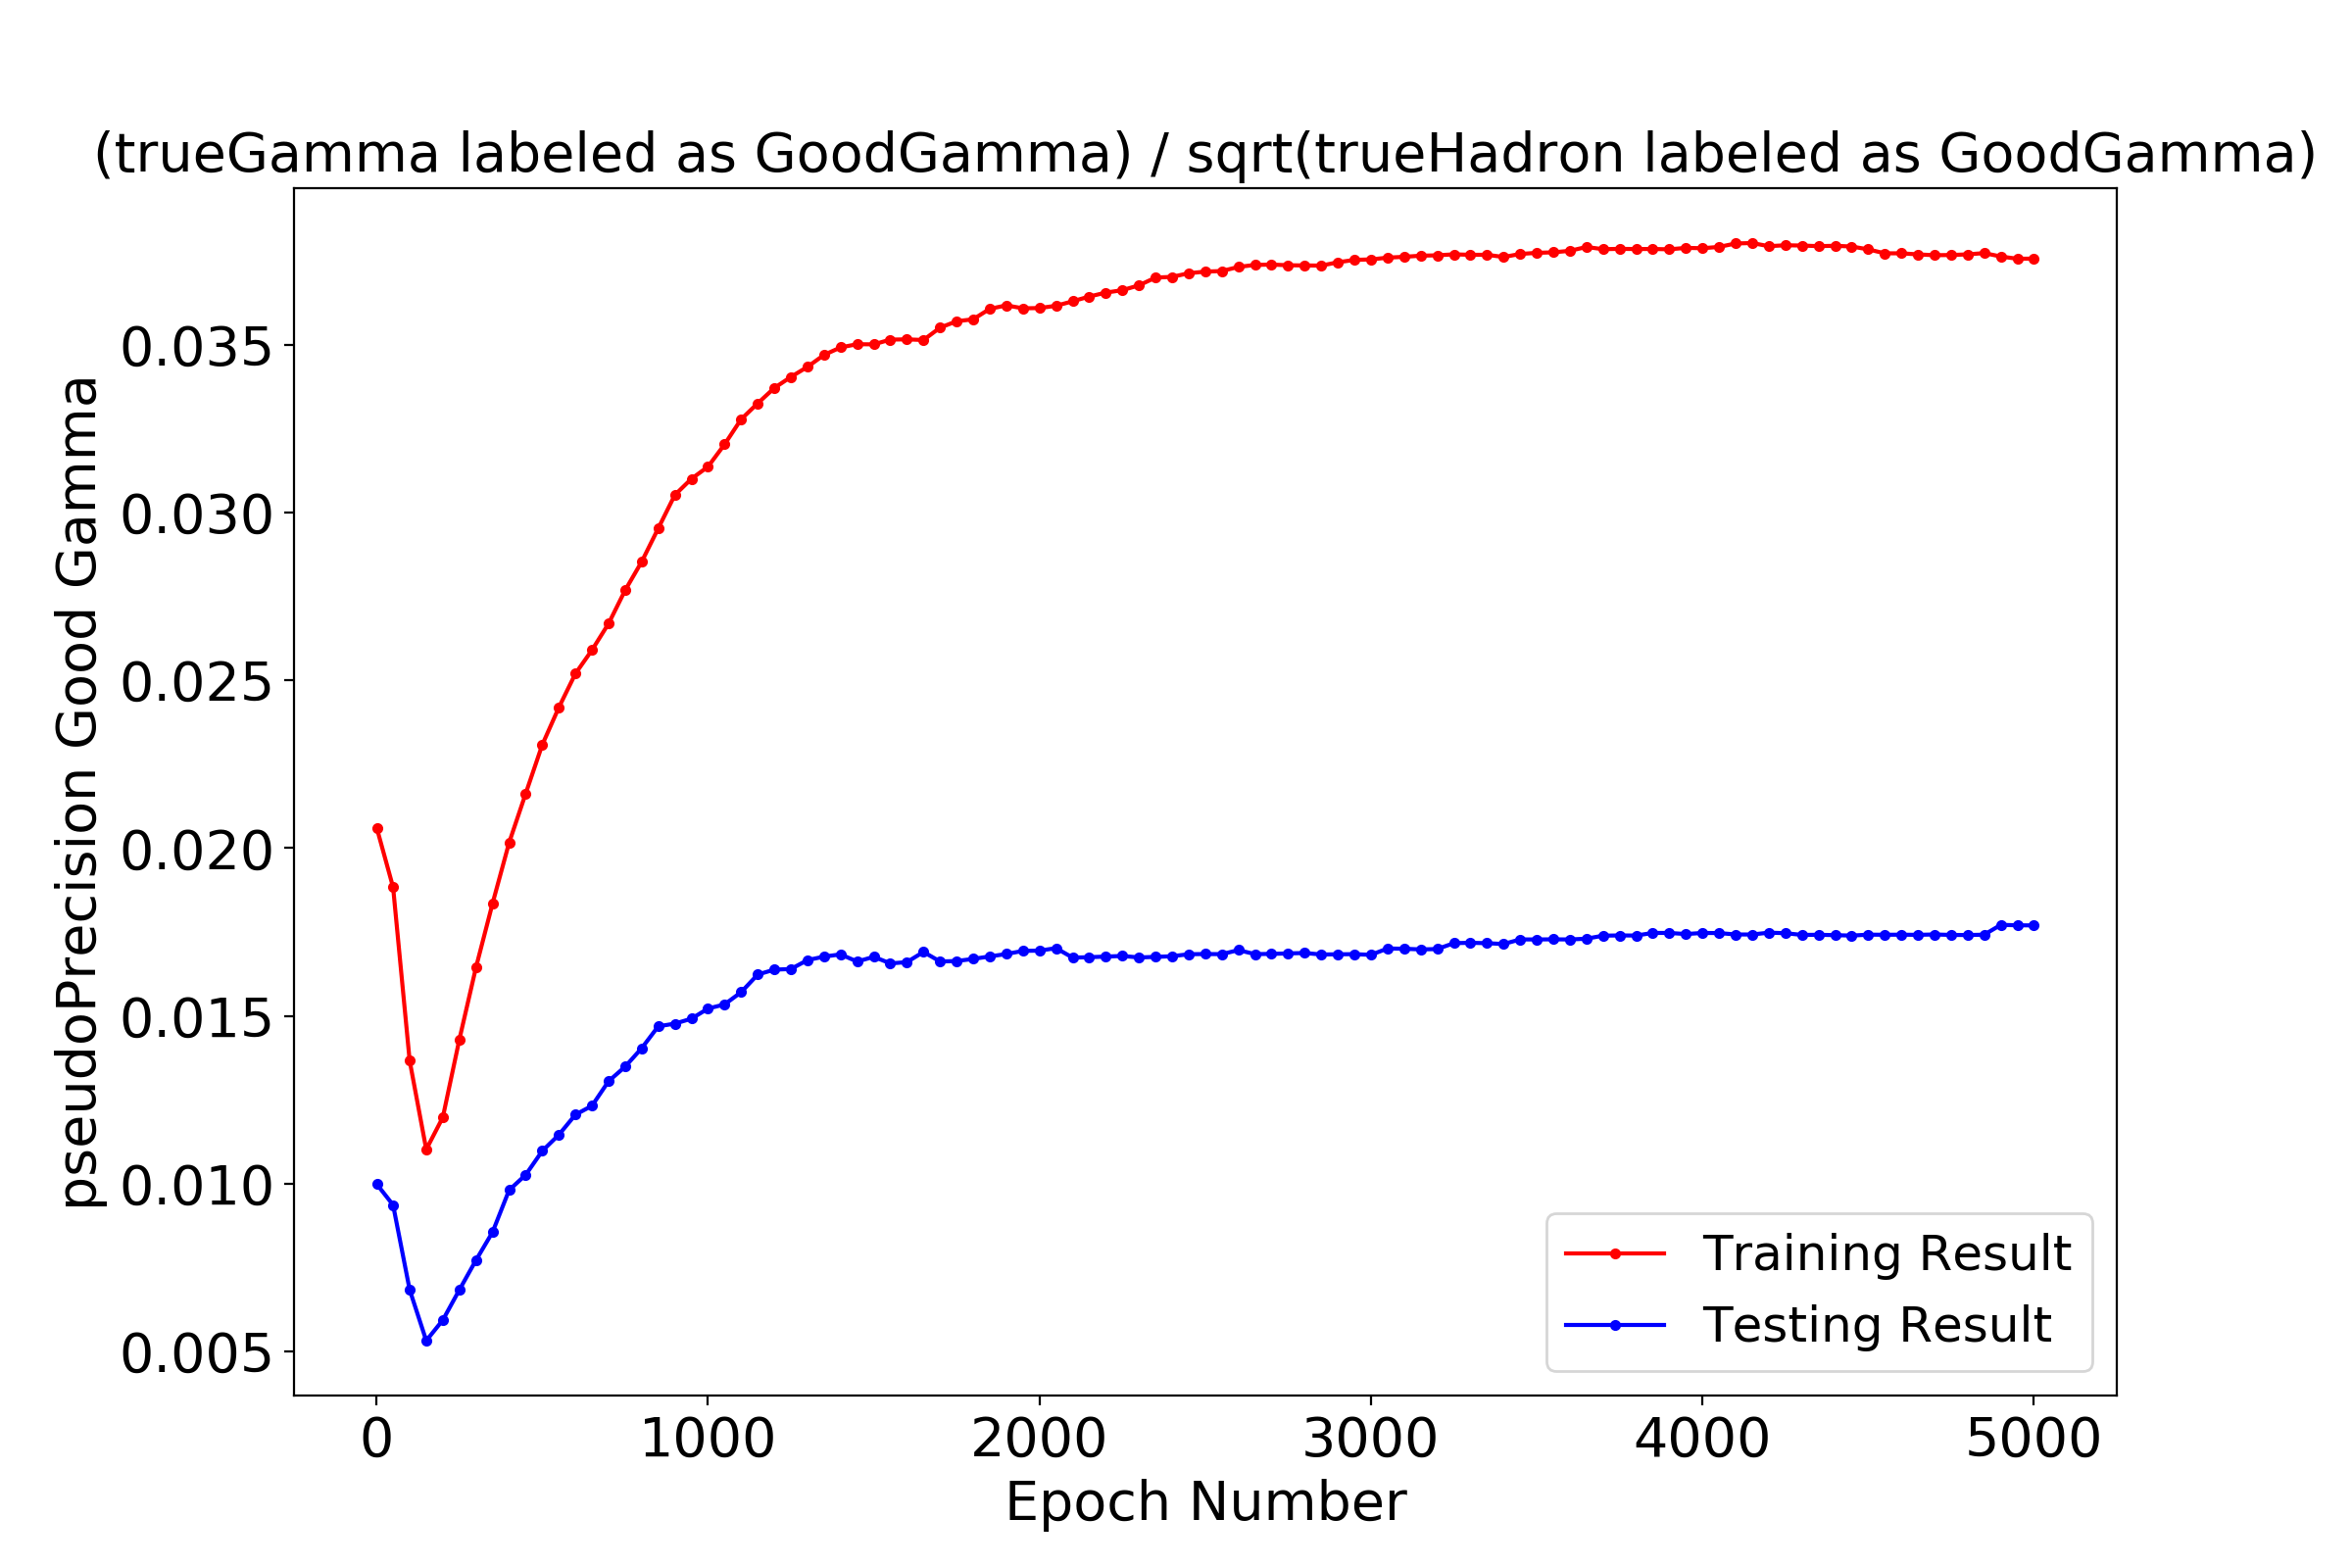 (trueGamma labeled as GoodGamma) / sqrt(trueHadron labeled as GoodGamma)
pseudoPrecision Good Gamma
0.035
0.030
0.025
0.020
0.015
0.010
0.005
Training Result
Testing Result
0 1000 2000 3000 4000 5000
Epoch Number